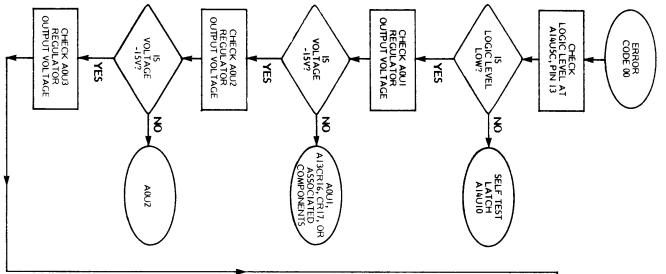 ERROR
CODE 00
CHECK
LOGIC LEVEL AT
A14U5C, PIN 13
IS
LOGIC LEVEL
LOW?
NO
SELF TEST
LATCH
A14U10
YES
CHECK A0U1
REGULATOR
OUTPUT VOLTAGE
IS
VOLTAGE
-15V?
NO
A0U1,
A13CR16, CR17, OR
ASSOCIATED
COMPONENTS
YES
CHECK A0U2
REGULATOR
OUTPUT VOLTAGE
IS
VOLTAGE
-15V?
NO
A0U2
YES
CHECK A0U3
REGULATOR
OUTPUT VOLTAGE